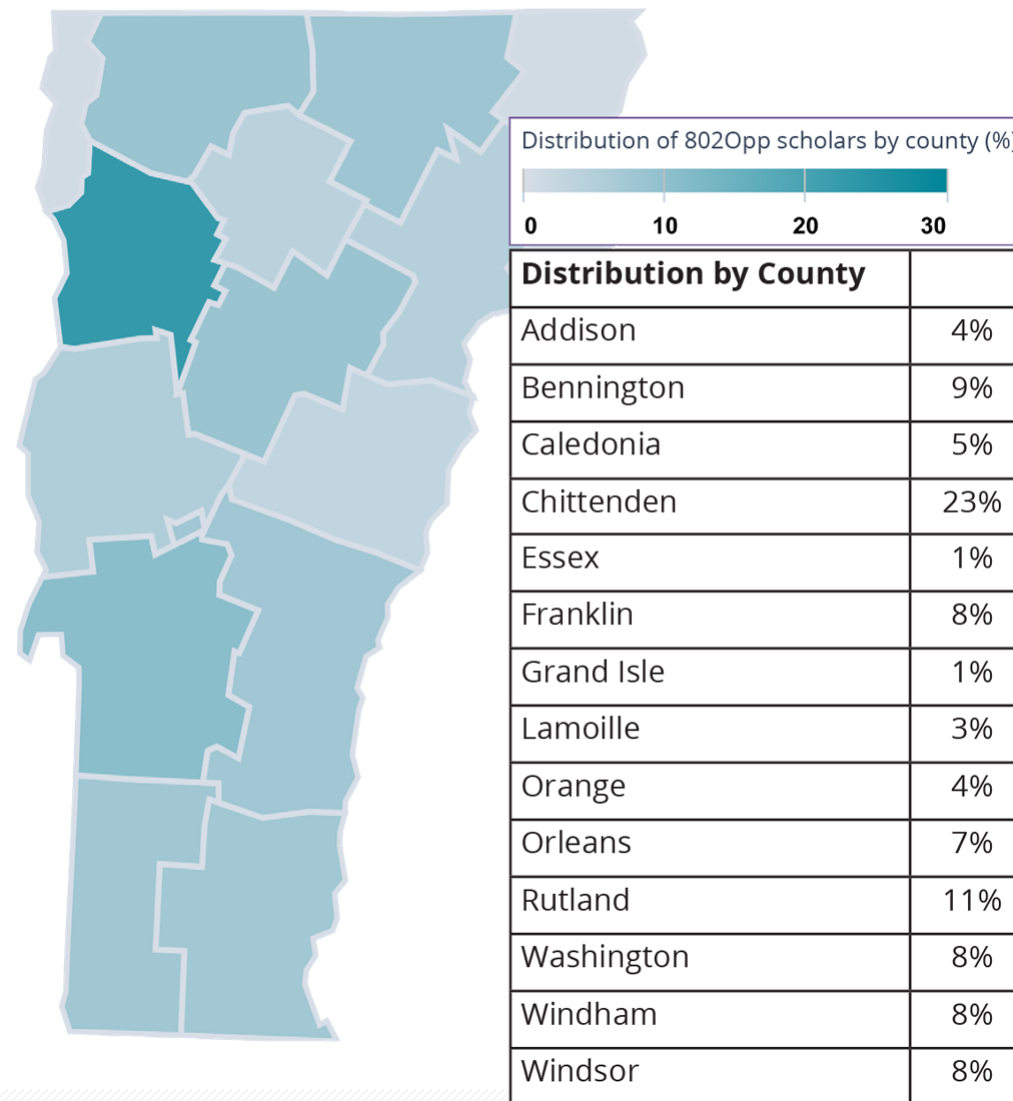 Distribution of 802Opp scholars by county (%)
0 10 20 30
Distribution by County
Addison 4%
Bennington 9%
Caledonia 5%
Chittenden 23%
Essex 1%
Franklin 8%
Grand Isle 1%
Lamoille 3%
Orange 4%
Orleans 7%
Rutland 11%
Washington 8%
Windham 8%
Windsor 8%